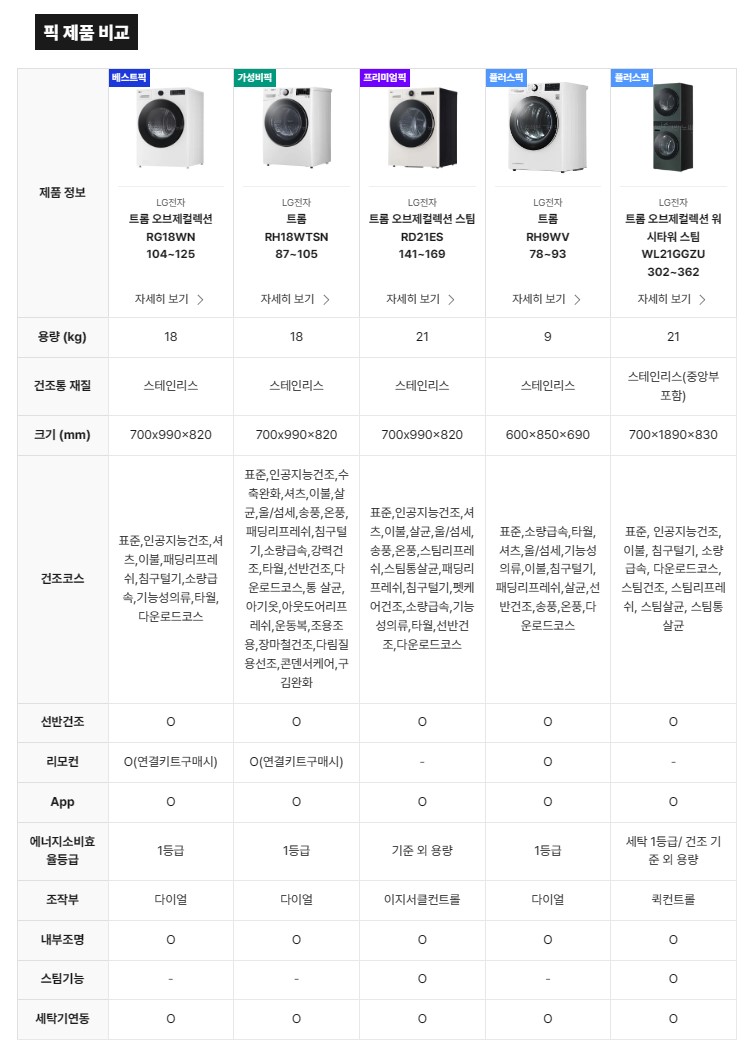 픽 제품 비교
베스트픽
가성비픽
프리미엄픽
플러스픽
플러스픽
제품 정보
LG전자
트롬 오브제컬렉션
RG18WN
104~125
자세히 보기
LG전자
트롬
RH18WTSN
87~105
자세히 보기
LG전자
트롬 오브제컬렉션 스팀
RD21ES
141~169
자세히 보기
LG전자
트롬
RH9WV
78~93
자세히 보기
LG전자
트롬 오브제컬렉션 워
시타워 스팀
WL21GGZU
302~362
자세히 보기
용량 (kg)
18
18
21
9
21
건조통 재질
스테인리스
스테인리스
스테인리스
스테인리스
스테인리스(중앙부
포함)
크기 (mm)
700x990×820
700x990×820
700x990×820
600×850×690
700×1890×830
건조코스
표준,인공지능건조,셔
츠,이불,패딩리프레
쉬,침구털기,소량급
속,기능성의류,타월,
다운로드코스
표준,인공지능건조,수
축완화,셔츠,이불,살
균,울/섬세,송풍,온풍,
패딩리프레쉬,침구털
기,소량급속,강력건
조,타월,선반건조,다
운로드코스,통 살균,
아기옷,아웃도어리프
레쉬,운동복,조용조
용,장마철건조,다림질
용선조,콘덴서케어,구
김완화
표준,인공지능건조,셔
츠,이불,살균,울/섬세,
송풍,온풍,스팀리프레
쉬,스팀통살균,패딩리
프레쉬,침구털기,펫케
어건조,소량급속,기능
성의류,타월,선반건
조,다운로드코스
표준,소량급속,타월,
셔츠,울/섬세,기능성
의류,이불,침구털기,
패딩리프레쉬,살균,선
반건조,송풍,온풍,다
운로드코스
표준, 인공지능건조,
이불, 침구털기, 소량
급속, 다운로드코스,
스팀건조, 스팀리프레
쉬, 스팀살균, 스팀통
살균
선반건조
O
O
O
O
O
리모컨
O(연결키트구매시)
O(연결키트구매시)
-
O
-
App
O
O
O
O
O
에너지소비효
율등급
1등급
1등급
기준 외 용량
1등급
세탁 1등급/ 건조 기
준 외 용량
조작부
다이얼
다이얼
이지서클컨트롤
다이얼
퀵컨트롤
내부조명
O
O
O
O
O
스팀기능
-
-
O
-
O
세탁기연동
O
O
O
O
O